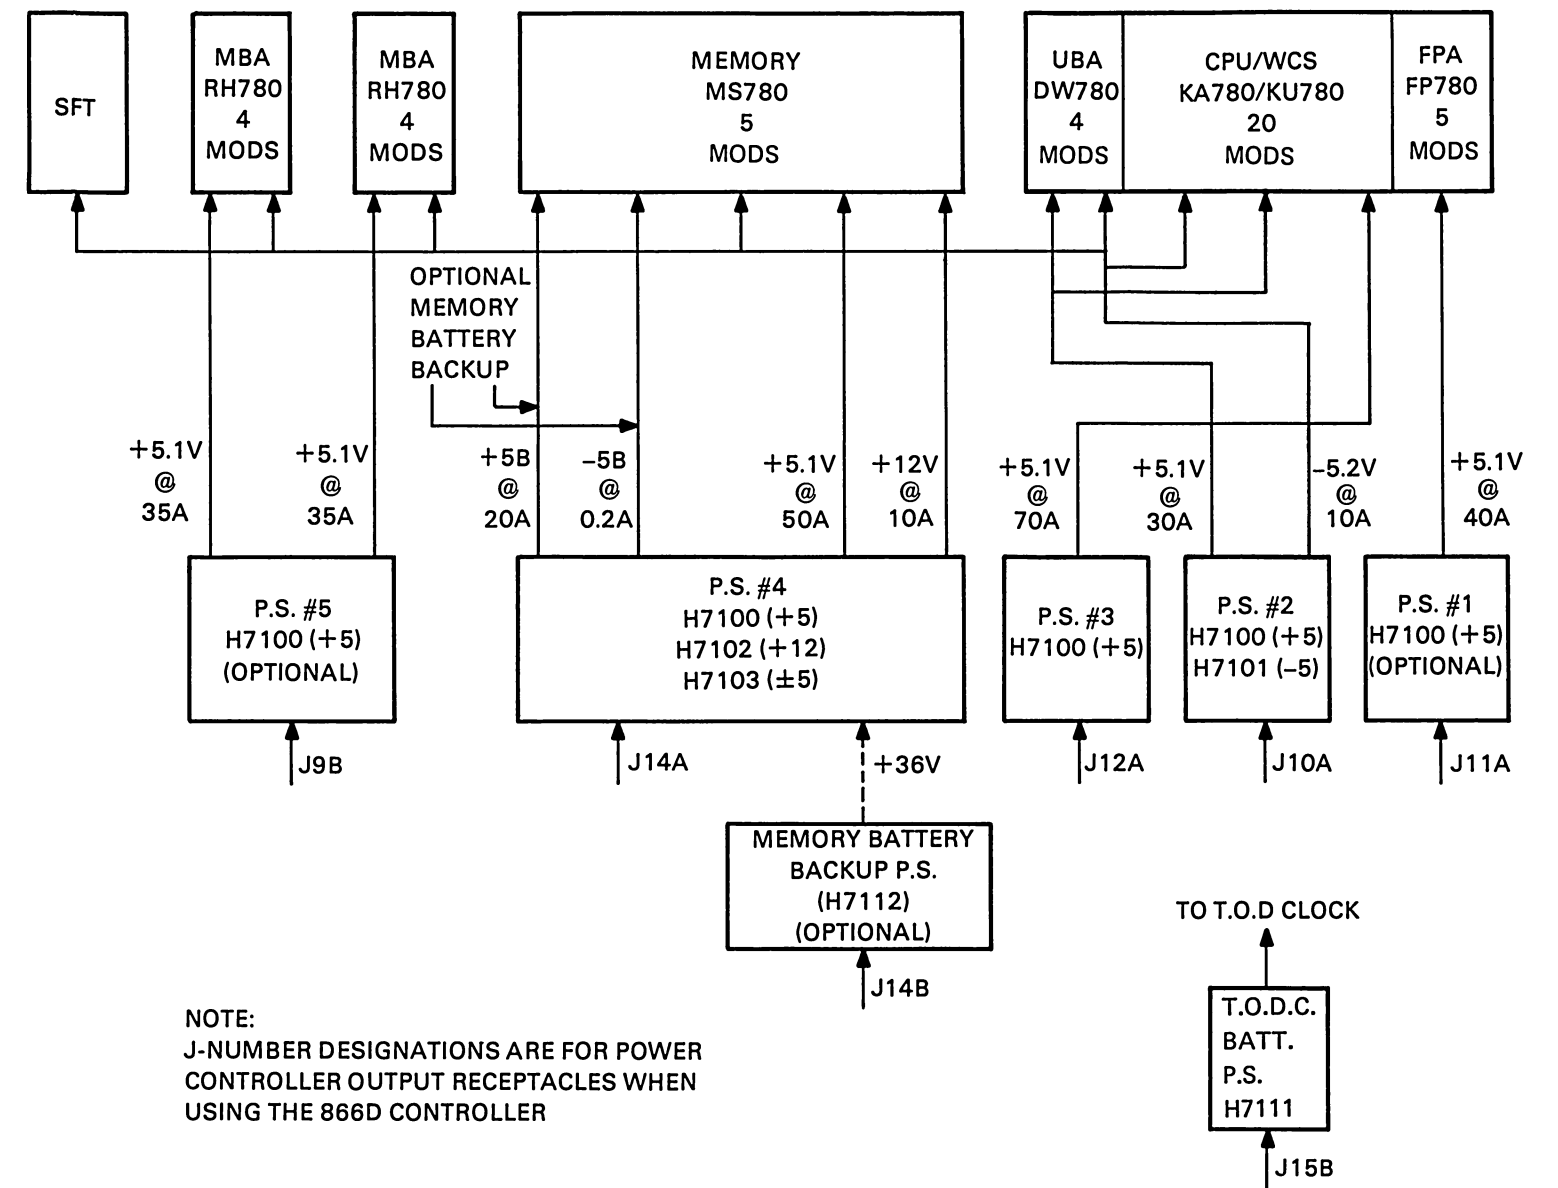 SFT
MBA
RH780
4
MODS
MBA
RH780
4
MODS
MEMORY
MS780
5
MODS
UBA
DW780
4
MODS
CPU/WCS
KA780/KU780
20
MODS
FPA
FP780
5
MODS
OPTIONAL
MEMORY
BATTERY
BACKUP
+5.1V
@
35A
+5.1V
@
35A
+5B
@
20A
–5B
@
0.2A
+5.1V
@
50A
+12V
@
10A
+5.1V
@
70A
+5.1V
@
30A
–5.2V
@
10A
+5.1V
@
40A
P.S. #5
H7100 (+5)
(OPTIONAL)
P.S. #4
H7100 (+5)
H7102 (+12)
H7103 (±5)
P.S. #3
H7100 (+5)
P.S. #2
H7100 (+5)
H7101 (–5)
P.S. #1
H7100 (+5)
(OPTIONAL)
J9B
J14A
+36V
J12A
J10A
J11A
MEMORY BATTERY
BACKUP P.S.
(H7112)
(OPTIONAL)
J14B
TO T.O.D CLOCK
T.O.D.C.
BATT.
P.S.
H7111
J15B
NOTE:
J-NUMBER DESIGNATIONS ARE FOR POWER
CONTROLLER OUTPUT RECEPTACLES WHEN
USING THE 866D CONTROLLER